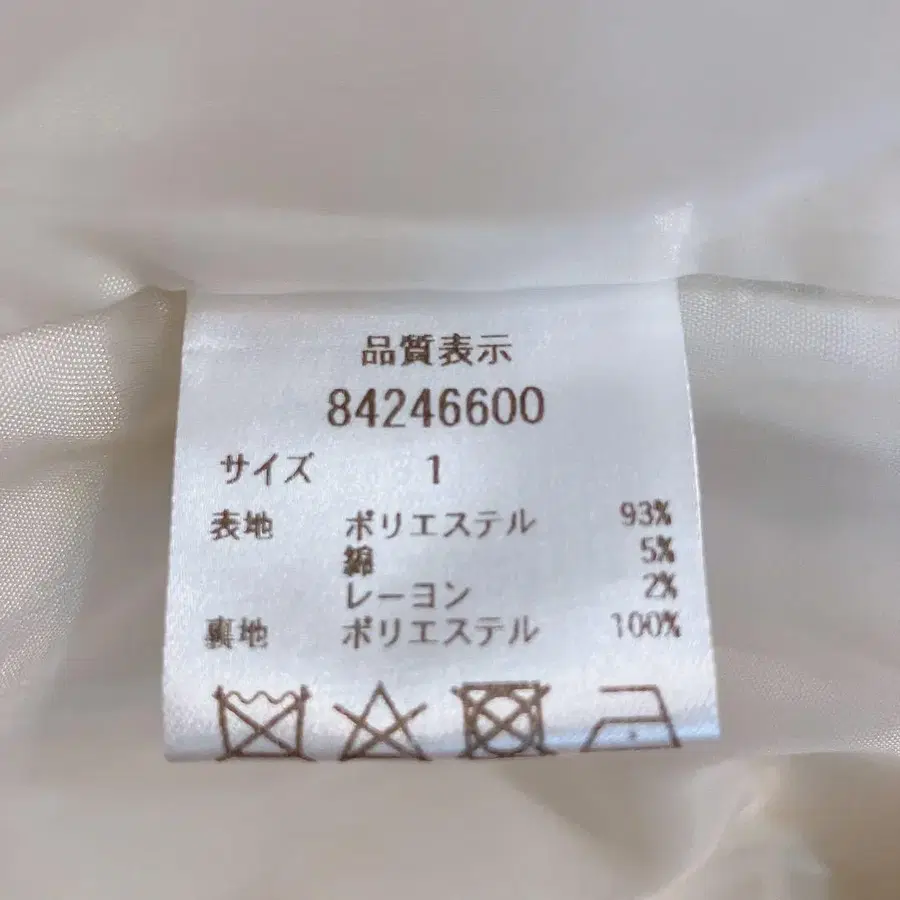 品質表示
84246600
サイズ 1
表地 ポリエステル 93%
綿 5%
レーヨン 2%
裏地 ポリエステル 100%